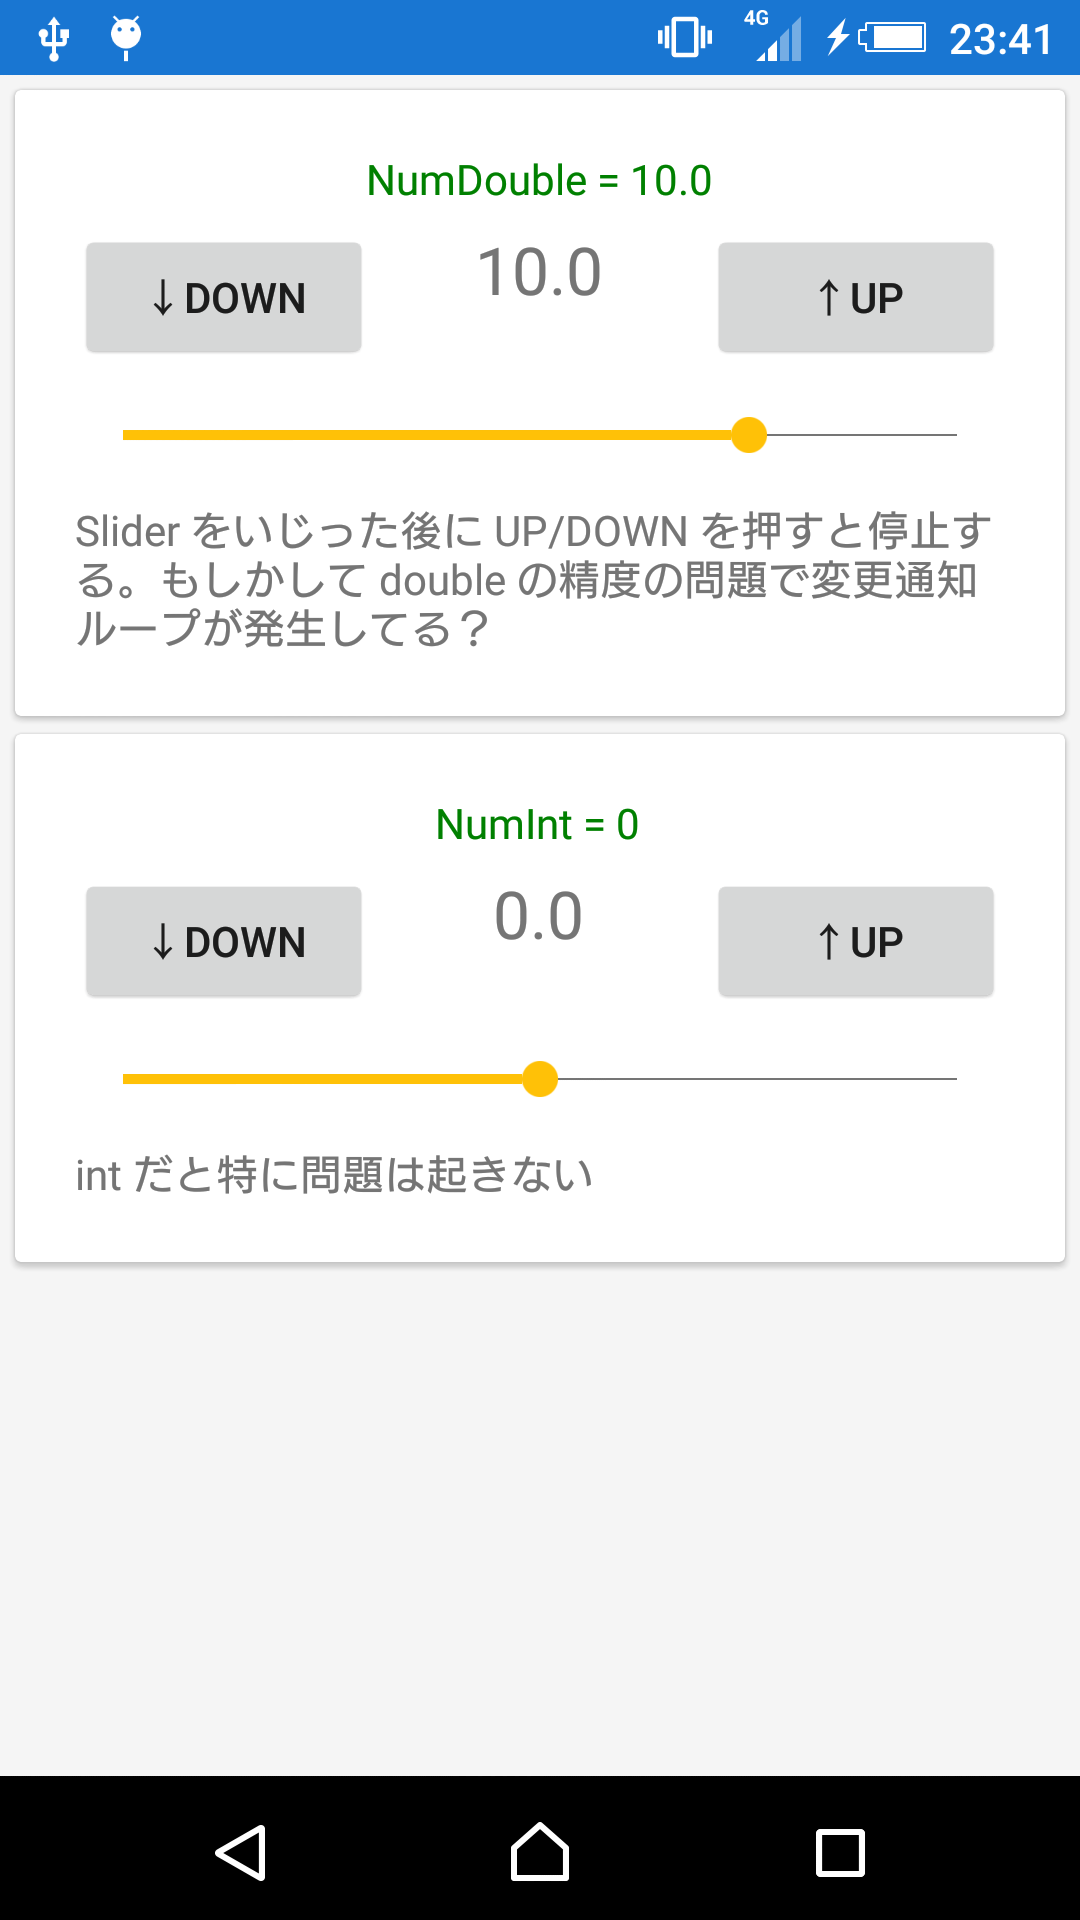 4G
23:41
NumDouble = 10.0
↓DOWN
10.0
↑UP
Slider をいじった後に UP/DOWN を押すと停止す
る。もしかして double の精度の問題で変更通知
ループが発生してる？
NumInt = 0
↓DOWN
0.0
↑UP
int だと特に問題は起きない